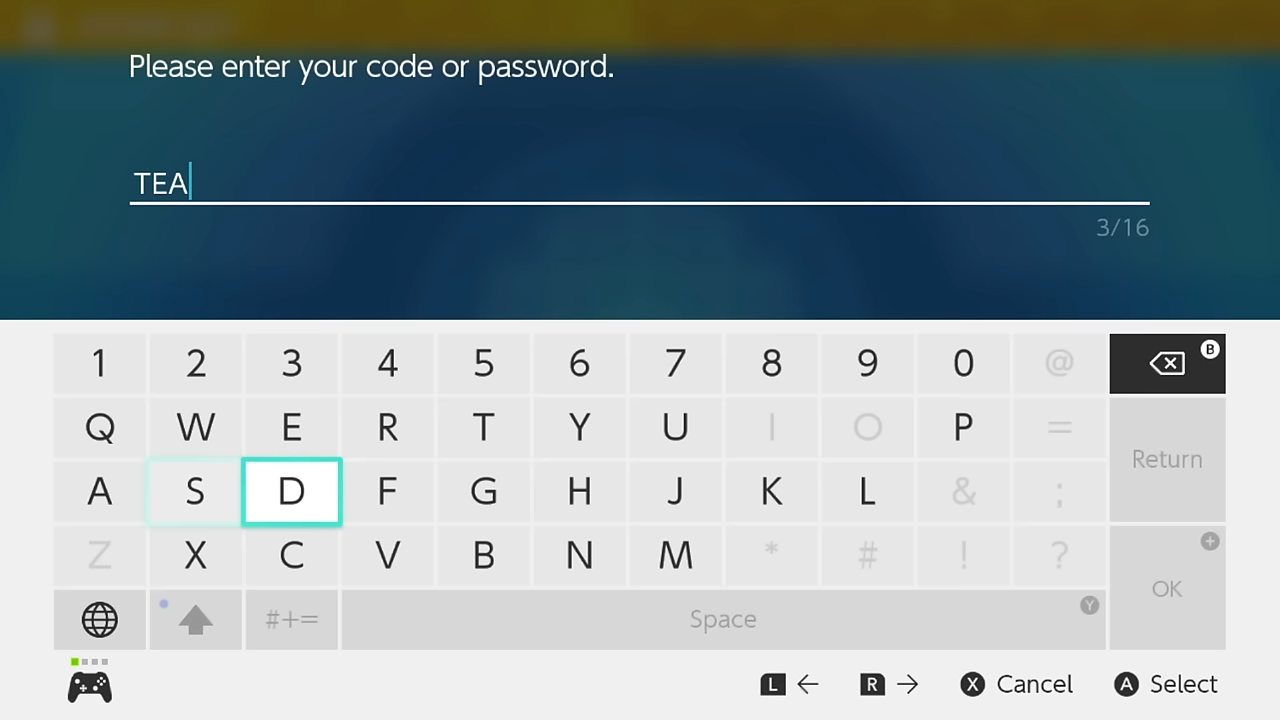 Please enter your code or password.
TEA
3/16
1 2 3 4 5 6 7 8 9 0 @ B
Q W E R T Y U I O P = Return
A S D F G H J K L & ;
Z X C V B N M * # ! ? + OK
#+= Space Y
L ← R → X Cancel A Select